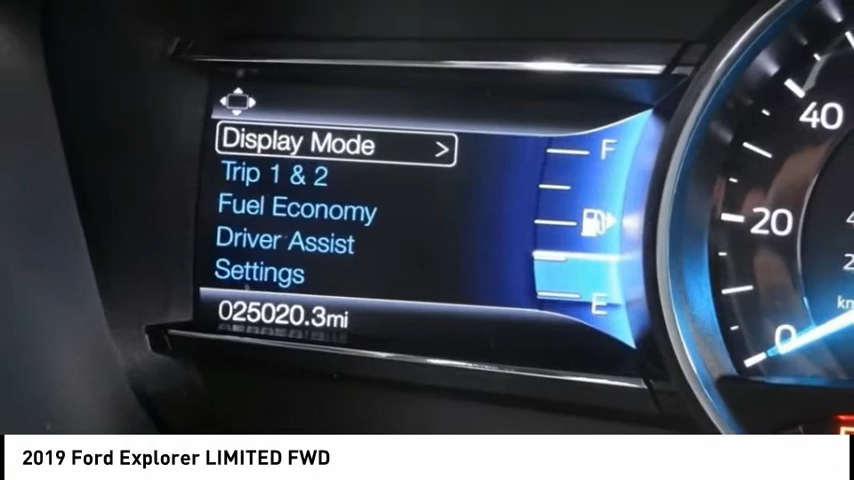 Display Mode >
Trip 1 & 2
Fuel Economy
Driver Assist
Settings
025020.3mi
F
E
40
20
0
2019 Ford Explorer LIMITED FWD